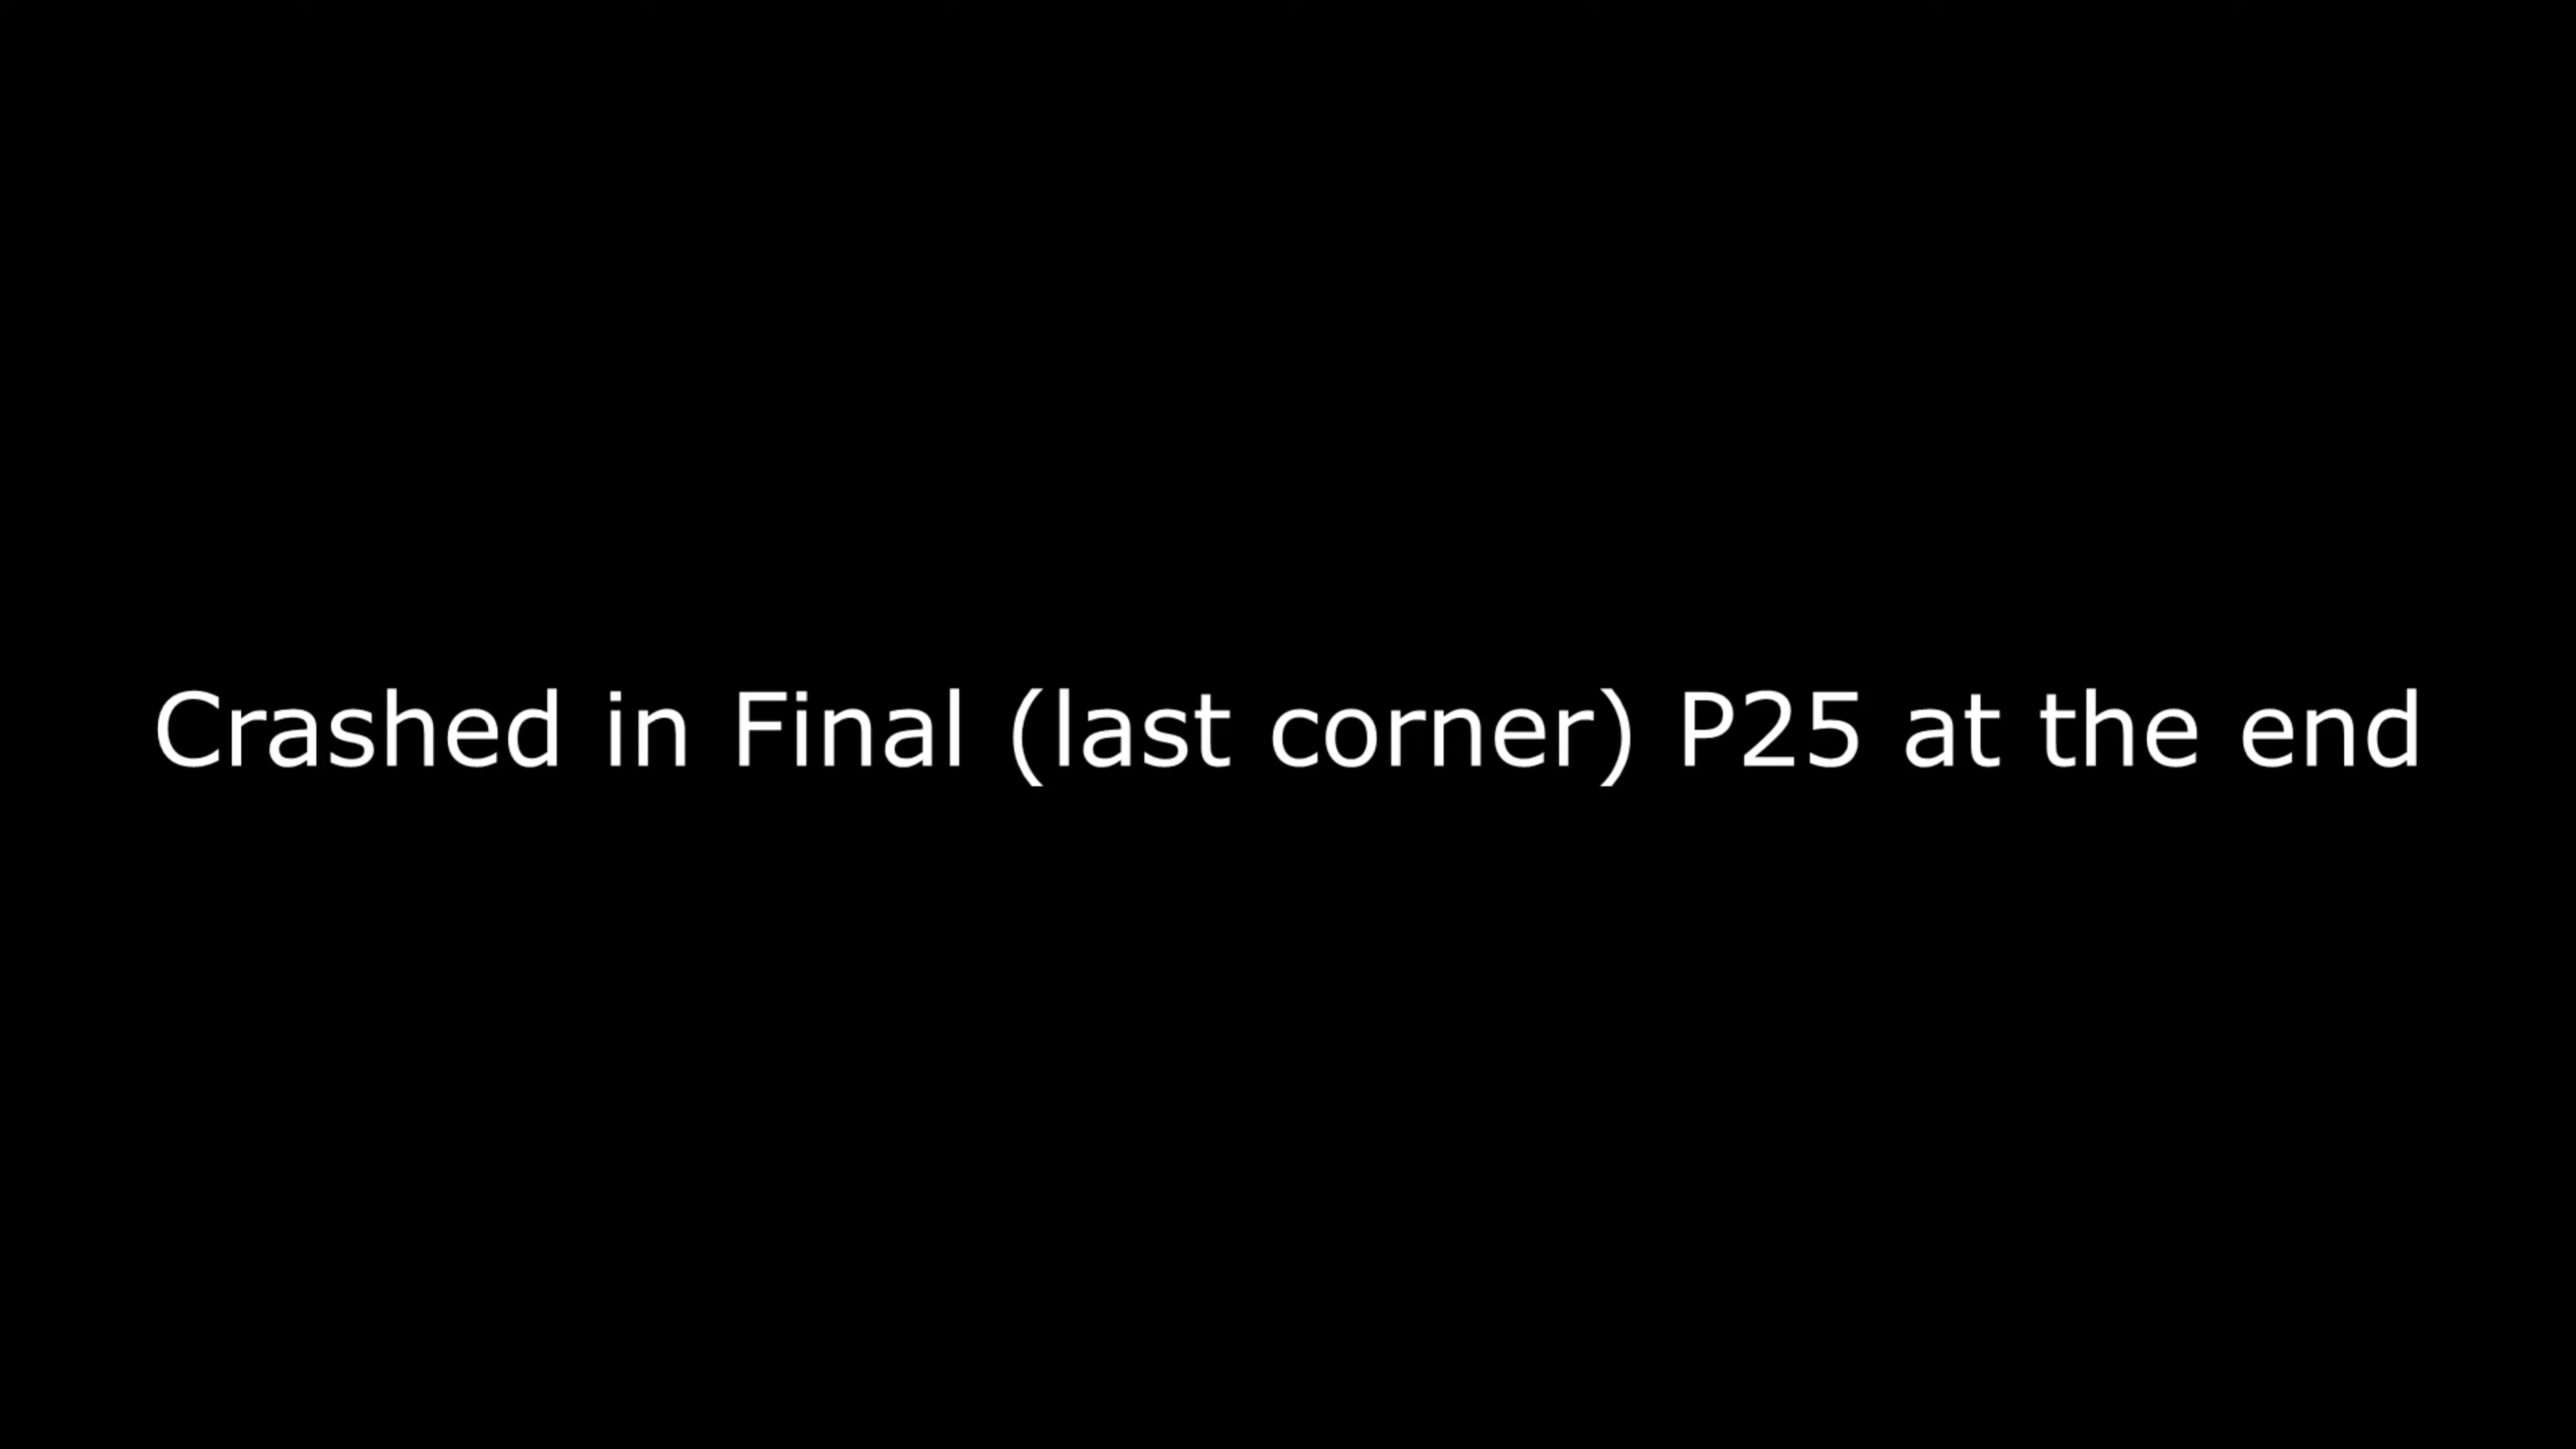 Crashed in Final (last corner) P25 at the end